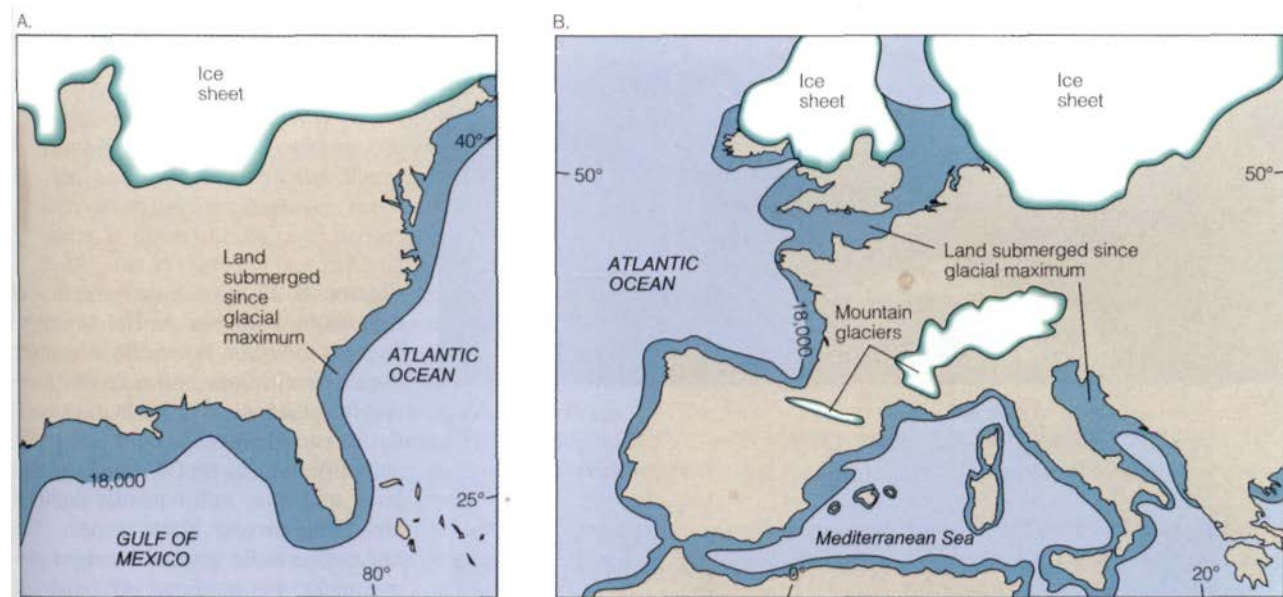 A.
Ice
sheet
40°
Land
submerged
since
glacial
maximum
ATLANTIC
OCEAN
18,000
25°
GULF OF
MEXICO
80°
B.
Ice
sheet
Ice
sheet
50°
50°
Land submerged since
glacial maximum
ATLANTIC
OCEAN
18,000
Mountain
glaciers
Mediterranean Sea
0°
20°